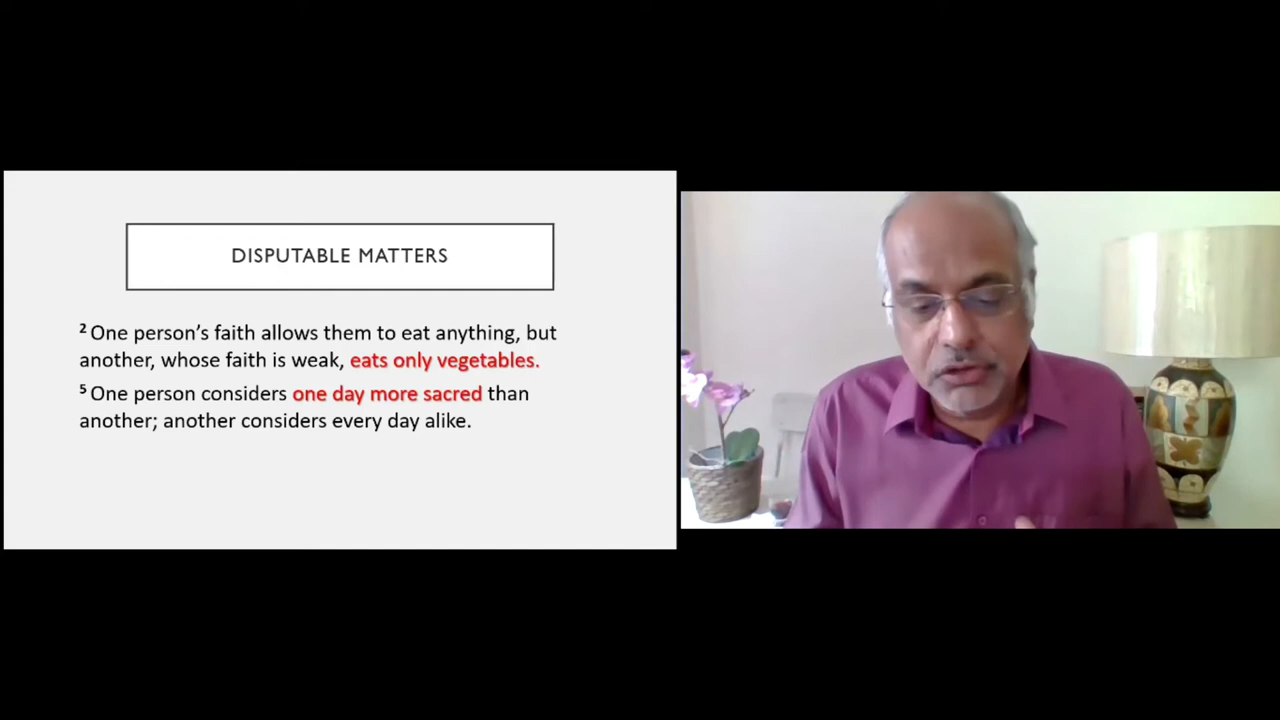 DISPUTABLE MATTERS
2 One person’s faith allows them to eat anything, but
another, whose faith is weak, eats only vegetables.
5 One person considers one day more sacred than
another; another considers every day alike.